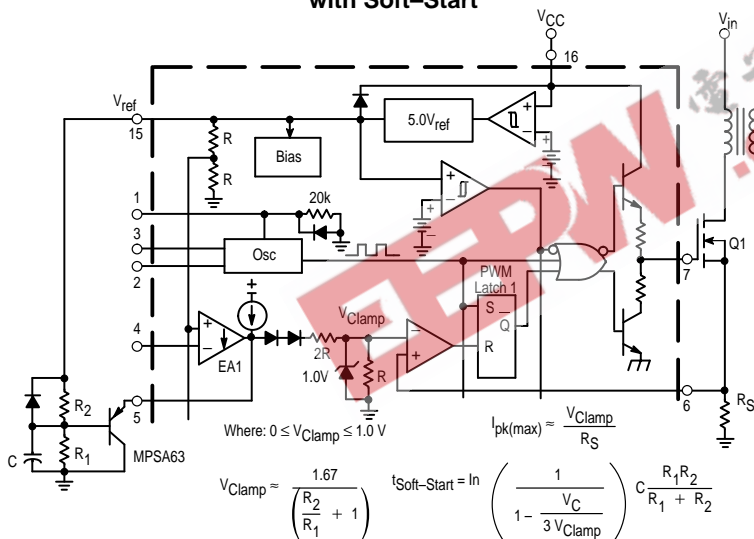 with Soft–Start
VCC
Vin
16
Vref
15
R
Bias
5.0Vref
+
–
R
+
–
+
–
+
–
1
20k
3
Osc
2
7
Q1
PWM
Latch 1
S
Q
R
+
VClamp
4
+
–
EA1
2R
1.0V
R
–
+
5
6
RS
R2
R1
C
MPSA63
Where: 0 ≤ VClamp ≤ 1.0 V
Ipk(max) ≈ VClamp / RS
VClamp ≈ 1.67 / (R2 / R1 + 1)
tSoft–Start = In (1 / 1 - VC / 3 VClamp) C R1R2 / R1 + R2
EEPW